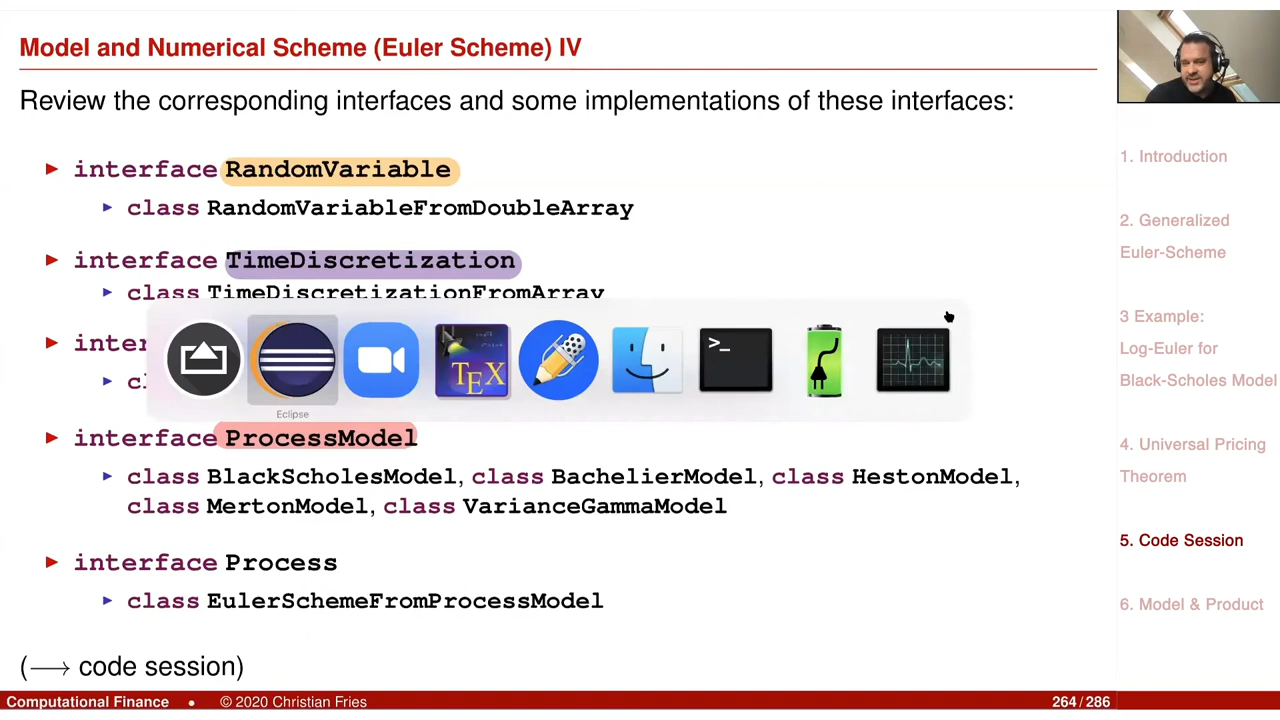 Model and Numerical Scheme (Euler Scheme) IV
Review the corresponding interfaces and some implementations of these interfaces:
► interface RandomVariable
► class RandomVariableFromDoubleArray
► interface TimeDiscretization
► class TimeDiscretizationFromArray
► inter
► cl
>_
TEX
Eclipse
► interface ProcessModel
► class BlackScholesModel, class BachelierModel, class HestonModel,
class MertonModel, class VarianceGammaModel
► interface Process
► class EulerSchemeFromProcessModel
(⟶ code session)
1. Introduction
2. Generalized
Euler-Scheme
3 Example:
Log-Euler for
Black-Scholes Model
4. Universal Pricing
Theorem
5. Code Session
6. Model & Product
Computational Finance • © 2020 Christian Fries 264 / 286